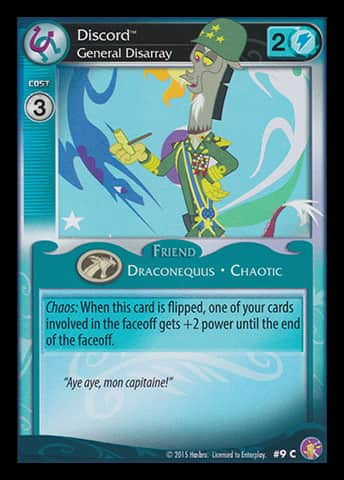 Discord™
General Disarray
2
COST
3
FRIEND
DRACONEQUUS • CHAOTIC
Chaos: When this card is flipped, one of your cards
involved in the faceoff gets +2 power until the end
of the faceoff.
“Aye aye, mon capitaine!”
© 2015 Hasbro. Licensed to Enterplay. #9 C